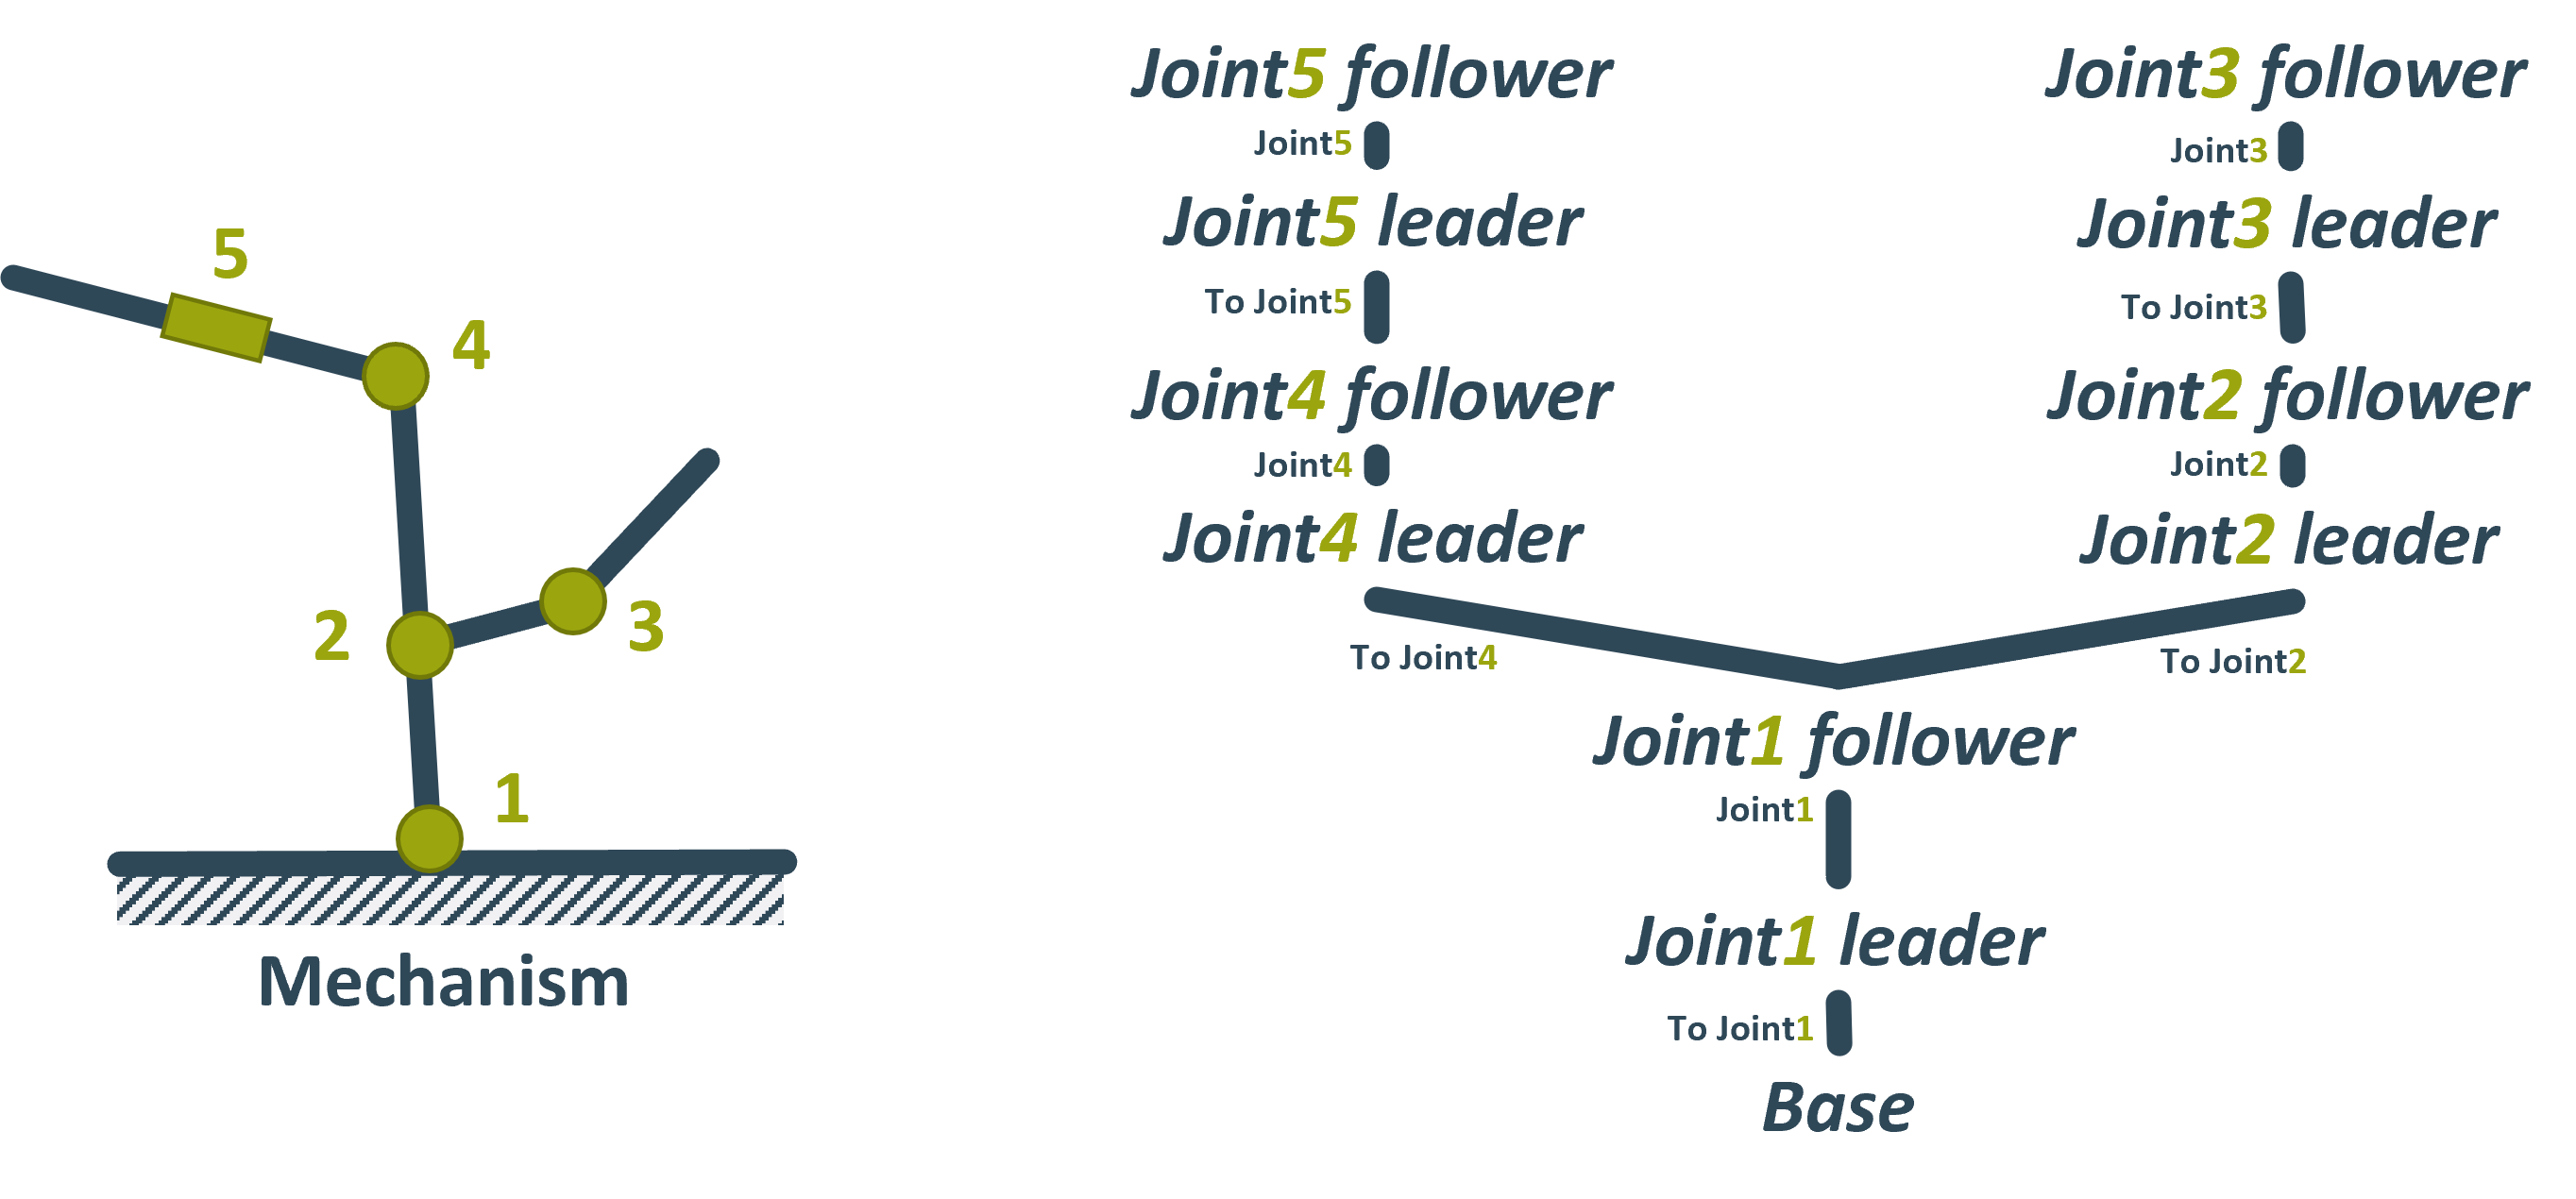 5
4
2
3
1
Mechanism
Joint5 follower
Joint5
Joint5 leader
To Joint5
Joint4 follower
Joint4
Joint4 leader
To Joint4
Joint3 follower
Joint3
Joint3 leader
To Joint3
Joint2 follower
Joint2
Joint2 leader
To Joint2
Joint1 follower
Joint1
Joint1 leader
To Joint1
Base